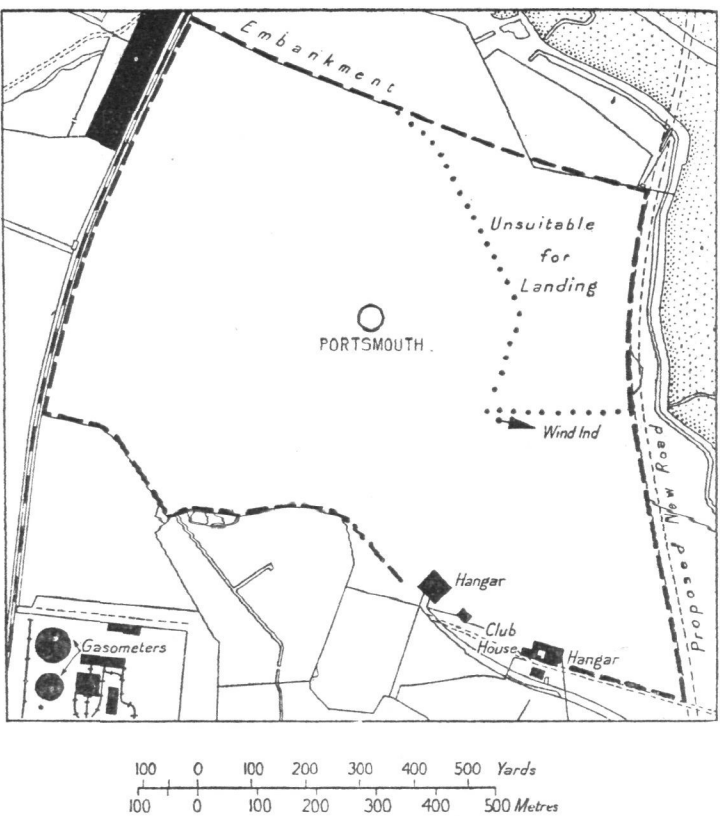 Embankment
Unsuitable
for
Landing
PORTSMOUTH.
Wind Ind
Proposed New Road
Hangar
Club
House
Hangar
Gasometers
100 0 100 200 300 400 500 Yards
100 0 100 200 300 400 500 Metres